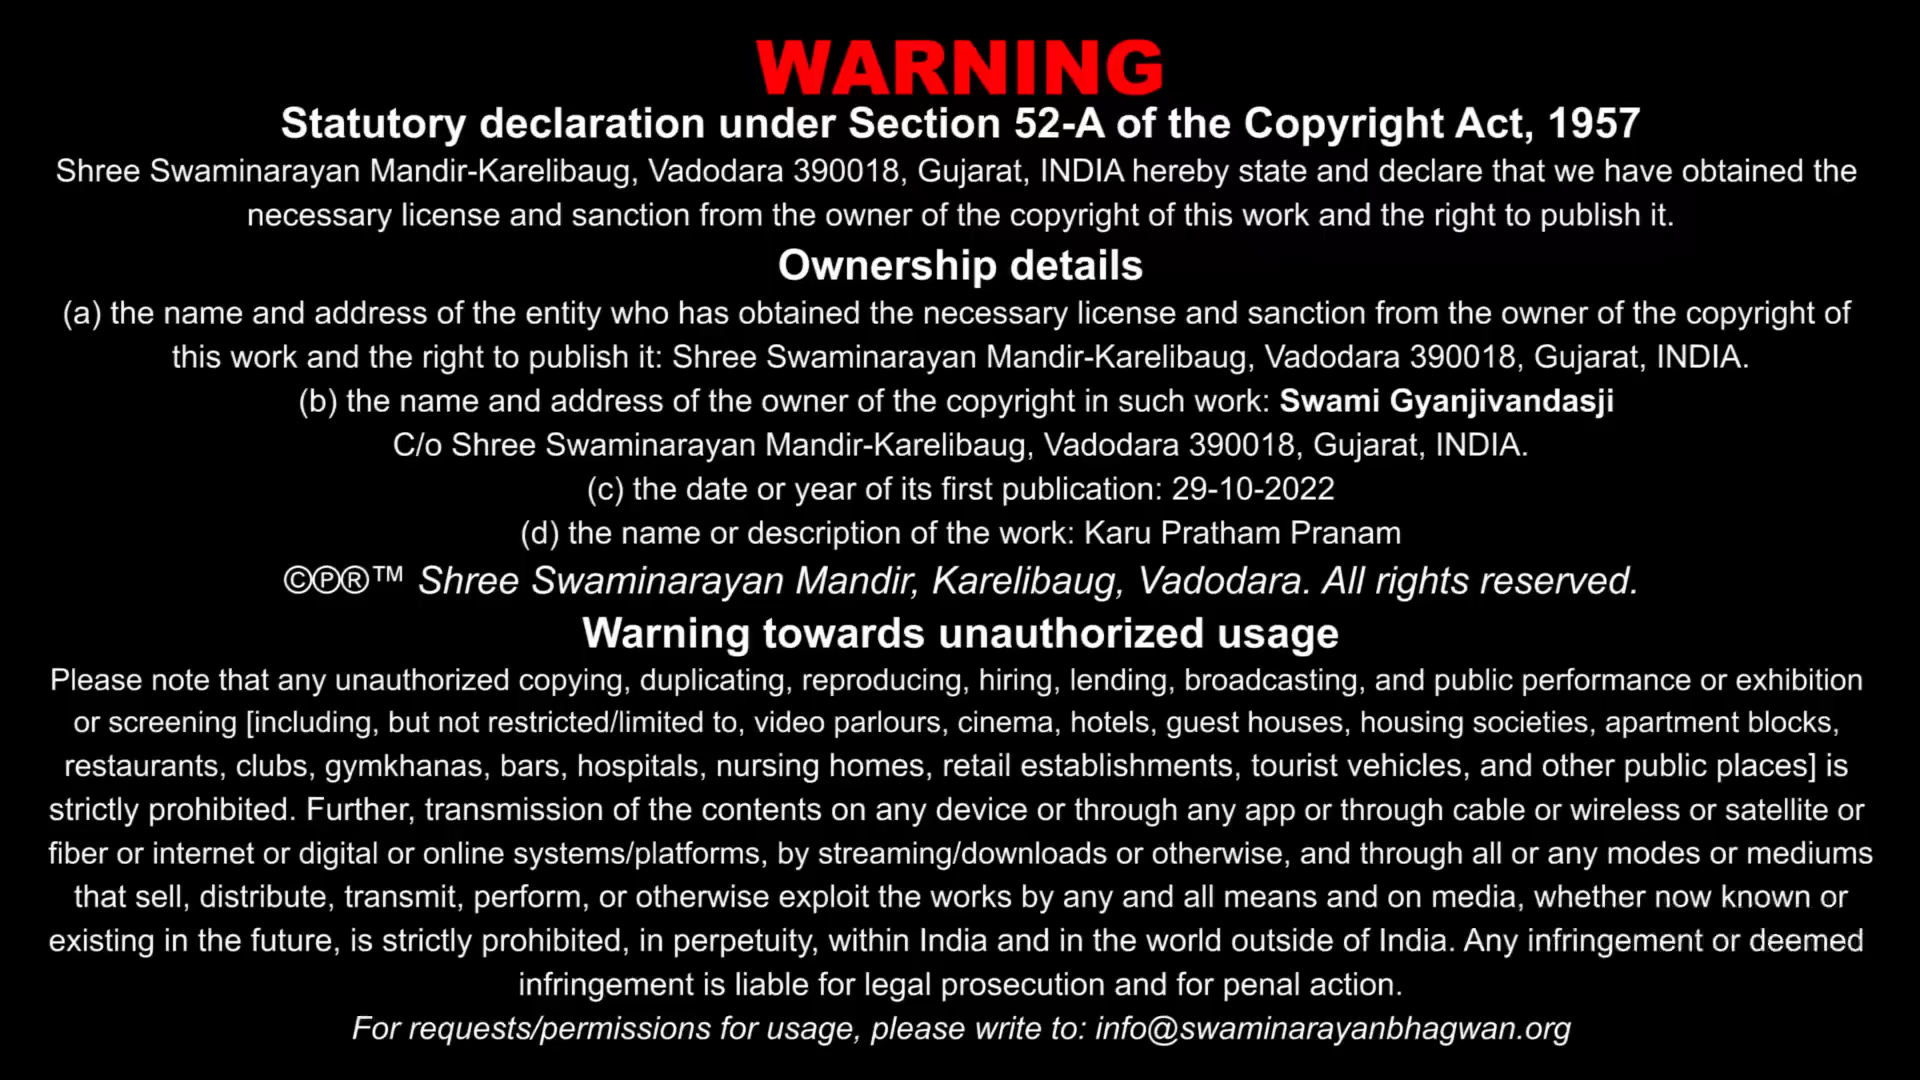 WARNING
Statutory declaration under Section 52-A of the Copyright Act, 1957
Shree Swaminarayan Mandir-Karelibaug, Vadodara 390018, Gujarat, INDIA hereby state and declare that we have obtained the
necessary license and sanction from the owner of the copyright of this work and the right to publish it.
Ownership details
(a) the name and address of the entity who has obtained the necessary license and sanction from the owner of the copyright of
this work and the right to publish it: Shree Swaminarayan Mandir-Karelibaug, Vadodara 390018, Gujarat, INDIA.
(b) the name and address of the owner of the copyright in such work: Swami Gyanjivandasji
C/o Shree Swaminarayan Mandir-Karelibaug, Vadodara 390018, Gujarat, INDIA.
(c) the date or year of its first publication: 29-10-2022
(d) the name or description of the work: Karu Pratham Pranam
©℗®™ Shree Swaminarayan Mandir, Karelibaug, Vadodara. All rights reserved.
Warning towards unauthorized usage
Please note that any unauthorized copying, duplicating, reproducing, hiring, lending, broadcasting, and public performance or exhibition
or screening [including, but not restricted/limited to, video parlours, cinema, hotels, guest houses, housing societies, apartment blocks,
restaurants, clubs, gymkhanas, bars, hospitals, nursing homes, retail establishments, tourist vehicles, and other public places] is
strictly prohibited. Further, transmission of the contents on any device or through any app or through cable or wireless or satellite or
fiber or internet or digital or online systems/platforms, by streaming/downloads or otherwise, and through all or any modes or mediums
that sell, distribute, transmit, perform, or otherwise exploit the works by any and all means and on media, whether now known or
existing in the future, is strictly prohibited, in perpetuity, within India and in the world outside of India. Any infringement or deemed
infringement is liable for legal prosecution and for penal action.
For requests/permissions for usage, please write to: info@swaminarayanbhagwan.org